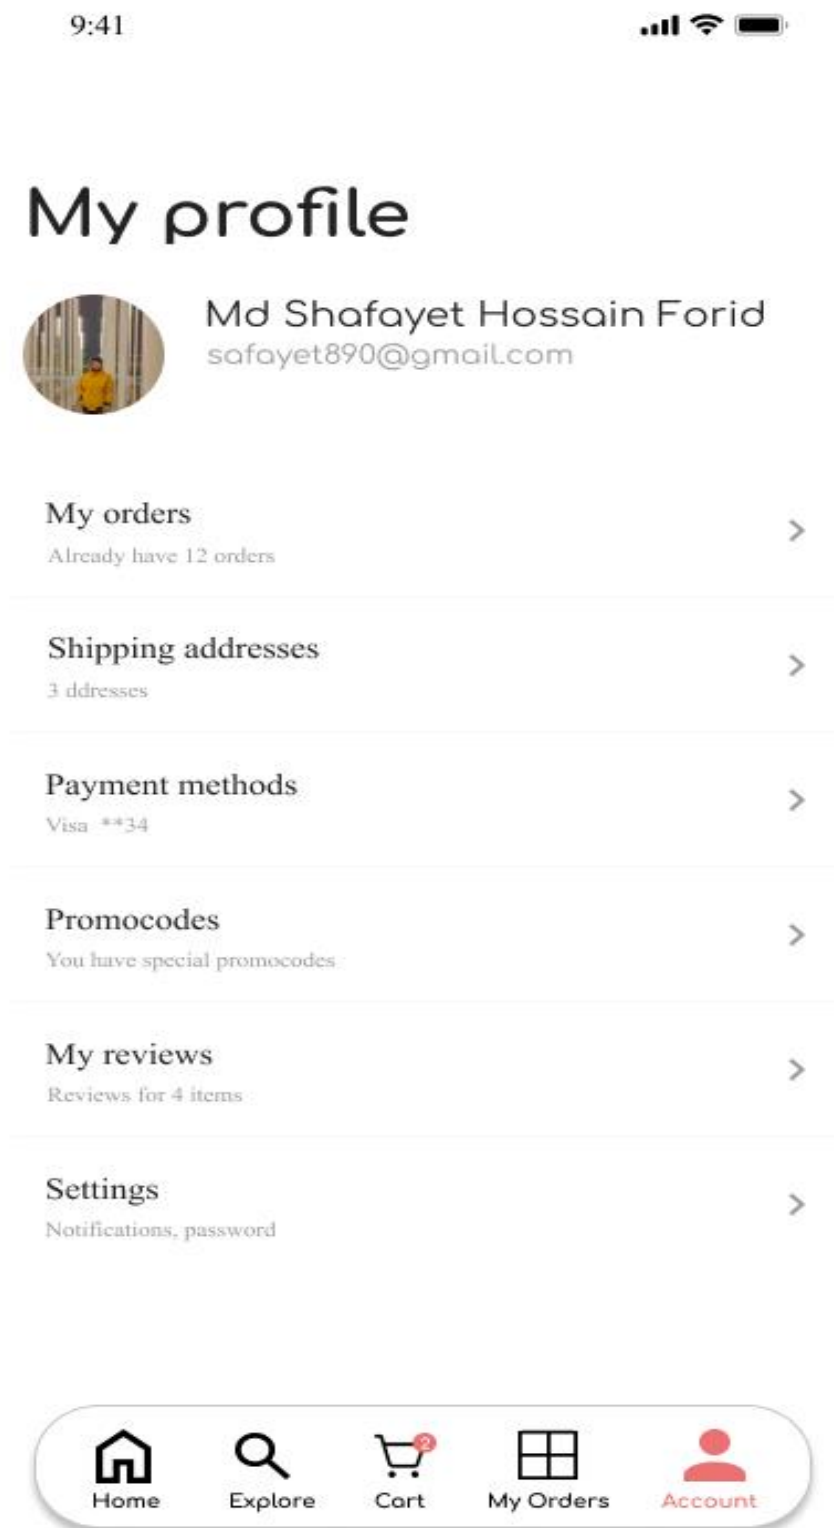 9:41
My profile
Md Shafayet Hossain Forid
safayet890@gmail.com
My orders
Already have 12 orders
Shipping addresses
3 ddresses
Payment methods
Visa **34
Promocodes
You have special promocodes
My reviews
Reviews for 4 items
Settings
Notifications, password
2
Home Explore Cart My Orders Account